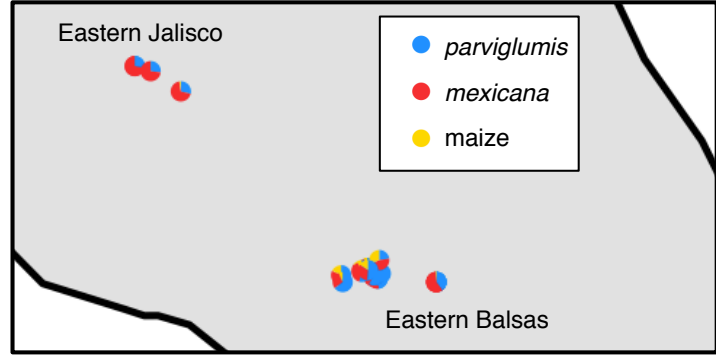 Eastern Jalisco
parviglumis
mexicana
maize
Eastern Balsas